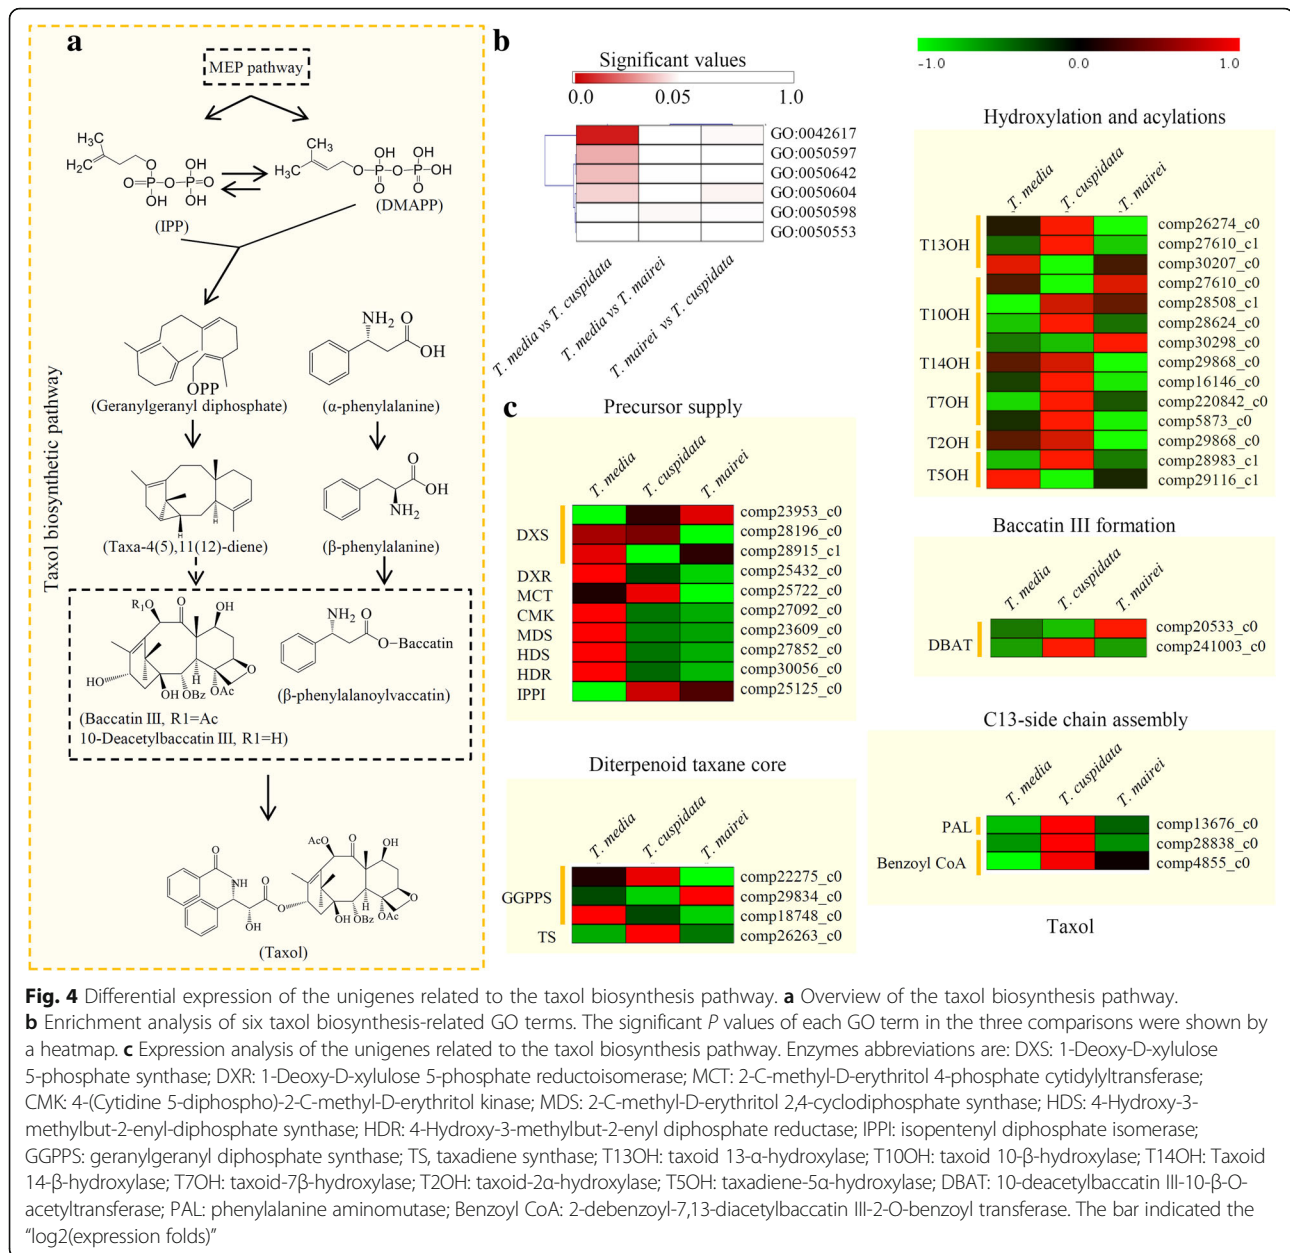 a
MEP pathway
H₃C
H₂C
O
OH
OH
P
O
P
O
O
OH
OH
(IPP)
CH₃
H₃C
O
OH
OH
P
O
P
OH
O
O
(DMAPP)
OPP
(Geranylgeranyl diphosphate)
NH₂
O
OH
(α-phenylalanine)
(Taxa-4(5),11(12)-diene)
H
H
O
OH
NH₂
(β-phenylalanine)
R₁
O
O
OH
HO
OH
H
OBz
OAc
O
(Baccatin III, R1=Ac
10-Deacetylbaccatin III, R1=H)
NH₂
O
O–Baccatin
(β-phenylalanoylvaccatin)
O
NH
O
OH
O
AcO
O
OH
OH
H
OBz
OAc
O
(Taxol)
Taxol biosynthetic pathway
b
Significant values
0.0 0.05 1.0
GO:0042617
GO:0050597
GO:0050642
GO:0050604
GO:0050598
GO:0050553
T. media vs T. cuspidata
T. media vs T. mairei
T. mairei vs T. cuspidata
c
Precursor supply
T. media T. cuspidata T. mairei
DXS
comp23953_c0
comp28196_c0
comp28915_c1
DXR comp25432_c0
MCT comp25722_c0
CMK comp27092_c0
MDS comp23609_c0
HDS comp27852_c0
HDR comp30056_c0
IPPI comp25125_c0
Diterpenoid taxane core
T. media T. cuspidata T. mairei
GGPPS
comp22275_c0
comp29834_c0
comp18748_c0
TS comp26263_c0
-1.0 0.0 1.0
Hydroxylation and acylations
T. media T. cuspidata T. mairei
T13OH
comp26274_c0
comp27610_c1
comp30207_c0
T10OH
comp27610_c0
comp28508_c1
comp28624_c0
comp30298_c0
T14OH comp29868_c0
T7OH
comp16146_c0
comp220842_c0
comp5873_c0
T2OH comp29868_c0
T5OH
comp28983_c1
comp29116_c1
Baccatin III formation
T. media T. cuspidata T. mairei
DBAT
comp20533_c0
comp241003_c0
C13-side chain assembly
T. media T. cuspidata T. mairei
PAL comp13676_c0
Benzoyl CoA
comp28838_c0
comp4855_c0
Taxol
Fig. 4 Differential expression of the unigenes related to the taxol biosynthesis pathway. a Overview of the taxol biosynthesis pathway.
b Enrichment analysis of six taxol biosynthesis-related GO terms. The significant P values of each GO term in the three comparisons were shown by
a heatmap. c Expression analysis of the unigenes related to the taxol biosynthesis pathway. Enzymes abbreviations are: DXS: 1-Deoxy-D-xylulose
5-phosphate synthase; DXR: 1-Deoxy-D-xylulose 5-phosphate reductoisomerase; MCT: 2-C-methyl-D-erythritol 4-phosphate cytidylyltransferase;
CMK: 4-(Cytidine 5-diphospho)-2-C-methyl-D-erythritol kinase; MDS: 2-C-methyl-D-erythritol 2,4-cyclodiphosphate synthase; HDS: 4-Hydroxy-3-
methylbut-2-enyl-diphosphate synthase; HDR: 4-Hydroxy-3-methylbut-2-enyl diphosphate reductase; IPPI: isopentenyl diphosphate isomerase;
GGPPS: geranylgeranyl diphosphate synthase; TS, taxadiene synthase; T13OH: taxoid 13-α-hydroxylase; T10OH: taxoid 10-β-hydroxylase; T14OH: Taxoid
14-β-hydroxylase; T7OH: taxoid-7β-hydroxylase; T2OH: taxoid-2α-hydroxylase; T5OH: taxadiene-5α-hydroxylase; DBAT: 10-deacetylbaccatin III-10-β-O-
acetyltransferase; PAL: phenylalanine aminomutase; Benzoyl CoA: 2-debenzoyl-7,13-diacetylbaccatin III-2-O-benzoyl transferase. The bar indicated the
“log2(expression folds)”